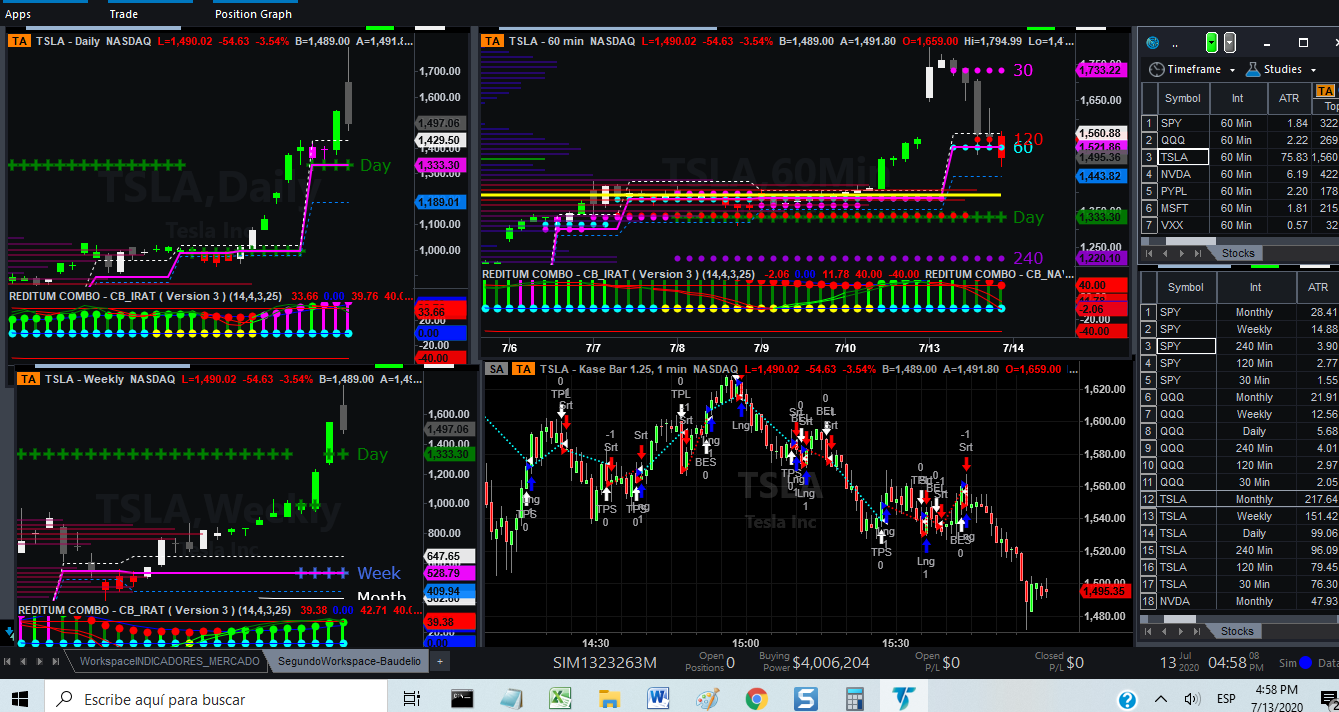 Apps Trade Position Graph
TA TSLA - Daily NASDAQ L=1,490.02 -54.63 -3.54% B=1,489.00 A=1,491.8...
1,700.00
1,600.00
1,497.06
1,429.50
1,400.00
1,333.30
1,300.00
1,189.01
1,100.00
1,000.00
Day
TSLA,Daily
Tesla Inc
REDITUM COMBO - CB_IRAT ( Version 3 ) (14,4,3,25) 33.66 0.00 39.76 40.0...
33.66
20.00
0.00
-20.00
-40.00
TA TSLA - Weekly NASDAQ L=1,490.02 -54.63 -3.54% B=1,489.00 A=1,49...
1,600.00
1,497.06
1,400.00
1,333.30
1,200.00
1,000.00
800.00
647.65
528.79
409.94
Day
Week
Month
TSLA,Weekly
REDITUM COMBO - CB_IRAT ( Version 3 ) (14,4,3,25) 39.38 0.00 42.71 40.0...
39.38
20.00
0.00
TA TSLA - 60 min NASDAQ L=1,490.02 -54.63 -3.54% B=1,489.00 A=1,491.80 O=1,659.00 Hi=1,794.99 Lo=1,4...
1,733.22
1,650.00
1,560.88
1,521.86
1,495.36
1,443.82
1,350.00
1,333.30
1,250.00
1,220.10
30
120
60
Day
240
TSLA,60Mi
REDITUM COMBO - CB_IRAT ( Version 3 ) (14,4,3,25) -2.06 0.00 11.78 40.00 -40.00 REDITUM COMBO - CB_NA'...
40.00
-2.06
-20.00
-40.00
7/6 7/7 7/8 7/9 7/10 7/13 7/14
SA TA TSLA - Kase Bar 1.25, 1 min NASDAQ L=1,490.02 -54.63 -3.54% B=1,489.00 A=1,491.80 O=1,659.00 ...
1,620.00
1,600.00
1,580.00
1,560.00
1,540.00
1,520.00
1,500.00
1,495.35
1,480.00
TSLA
Tesla Inc
14:30 15:00 15:30
Timeframe Studies
Symbol Int ATR TA Top
1 SPY 60 Min 1.84 322
2 QQQ 60 Min 2.22 269
3 TSLA 60 Min 75.83 1,560
4 NVDA 60 Min 6.19 422
5 PYPL 60 Min 2.20 178
6 MSFT 60 Min 1.81 215
7 VXX 60 Min 0.57 32
Stocks
Symbol Int ATR
1 SPY Monthly 28.41
2 SPY Weekly 14.88
3 SPY 240 Min 3.90
4 SPY 120 Min 2.77
5 SPY 30 Min 1.55
6 QQQ Monthly 21.91
7 QQQ Weekly 12.56
8 QQQ Daily 5.68
9 QQQ 240 Min 4.01
10 QQQ 120 Min 2.97
11 QQQ 30 Min 2.05
12 TSLA Monthly 217.64
13 TSLA Weekly 151.42
14 TSLA Daily 99.06
15 TSLA 240 Min 96.09
16 TSLA 120 Min 79.45
17 TSLA 30 Min 76.30
18 NVDA Monthly 47.93
Stocks
WorkspaceINDICADORES_MERCADO SegundoWorkspace-Baudelio +
SIM1323263M Open Positions 0 Buying Power $4,006,204 Open P/L $0 Closed P/L $0 13 Jul 2020 04:58 08 PM Sim Data
Escribe aquí para buscar
ESP
4:58 PM
7/13/2020